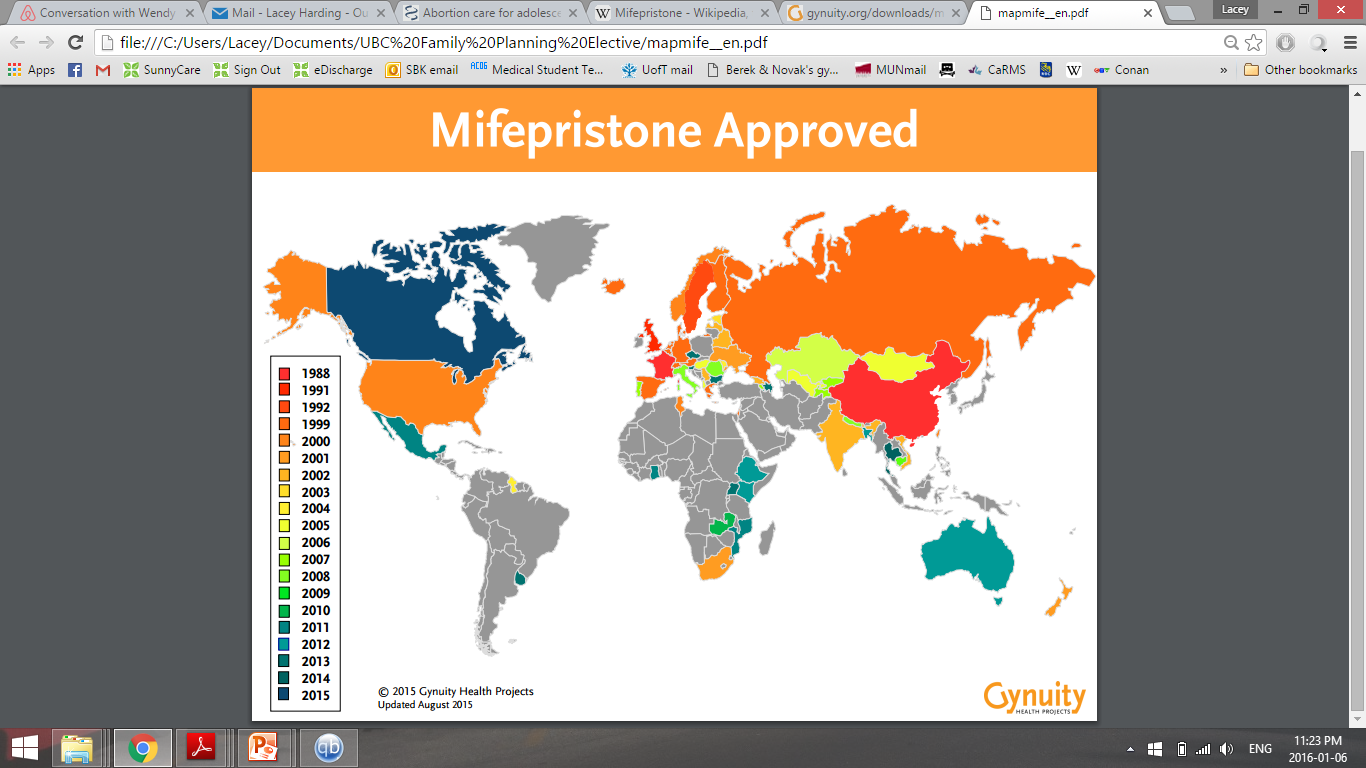 Conversation with Wendy
Mail - Lacey Harding - Ou
Abortion care for adolesce
Mifepristone - Wikipedia,
gynuity.org/downloads/m
mapmife__en.pdf
Lacey
file:///C:/Users/Lacey/Documents/UBC%20Family%20Planning%20Elective/mapmife__en.pdf
Apps
SunnyCare
Sign Out
eDischarge
SBK email
ACOG
Medical Student Te...
UofT mail
Berek & Novak's gy...
MUNmail
CaRMS
W
Conan
»
Other bookmarks
Mifepristone Approved
1988
1991
1992
1999
2000
2001
2002
2003
2004
2005
2006
2007
2008
2009
2010
2011
2012
2013
2014
2015
© 2015 Gynuity Health Projects
Updated August 2015
Gynuity
HEALTH PROJECTS
qb
ENG
11:23 PM
2016-01-06